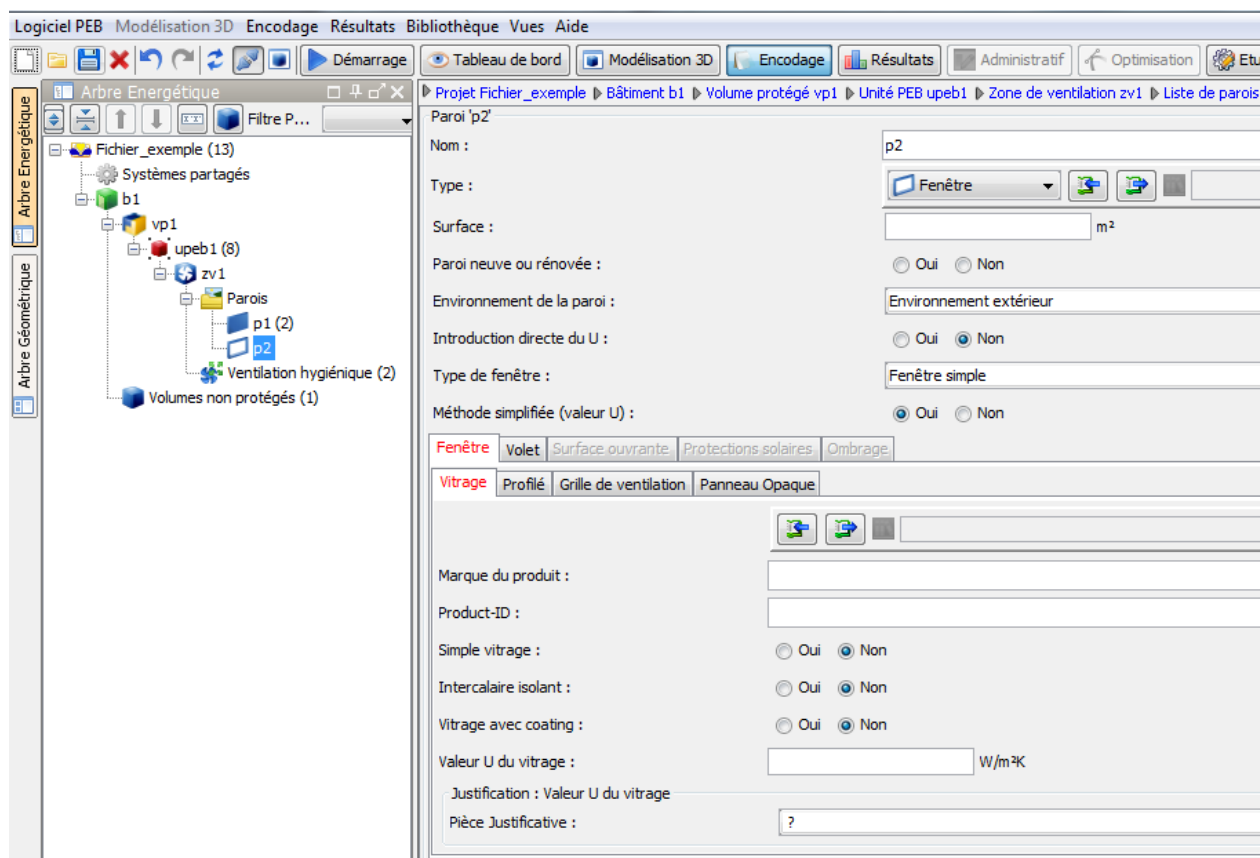 Logiciel PEB Modélisation 3D Encodage Résultats Bibliothèque Vues Aide
Démarrage Tableau de bord Modélisation 3D Encodage Résultats Administratif Optimisation Etu
Arbre Energétique
Arbre Géométrique
Arbre Energétique
Filtre P...
Fichier_exemple (13)
Systèmes partagés
b1
vp1
upeb1 (8)
zv1
Parois
p1 (2)
p2
Ventilation hygiénique (2)
Volumes non protégés (1)
Projet Fichier_exemple Bâtiment b1 Volume protégé vp1 Unité PEB upeb1 Zone de ventilation zv1 Liste de parois
Paroi 'p2'
Nom : p2
Type : Fenêtre
Surface : m²
Paroi neuve ou rénovée : Oui Non
Environnement de la paroi : Environnement extérieur
Introduction directe du U : Oui Non
Type de fenêtre : Fenêtre simple
Méthode simplifiée (valeur U) : Oui Non
Fenêtre Volet Surface ouvrante Protections solaires Ombrage
Vitrage Profilé Grille de ventilation Panneau Opaque
Marque du produit :
Product-ID :
Simple vitrage : Oui Non
Intercalaire isolant : Oui Non
Vitrage avec coating : Oui Non
Valeur U du vitrage : W/m²K
Justification : Valeur U du vitrage
Pièce Justificative : ?